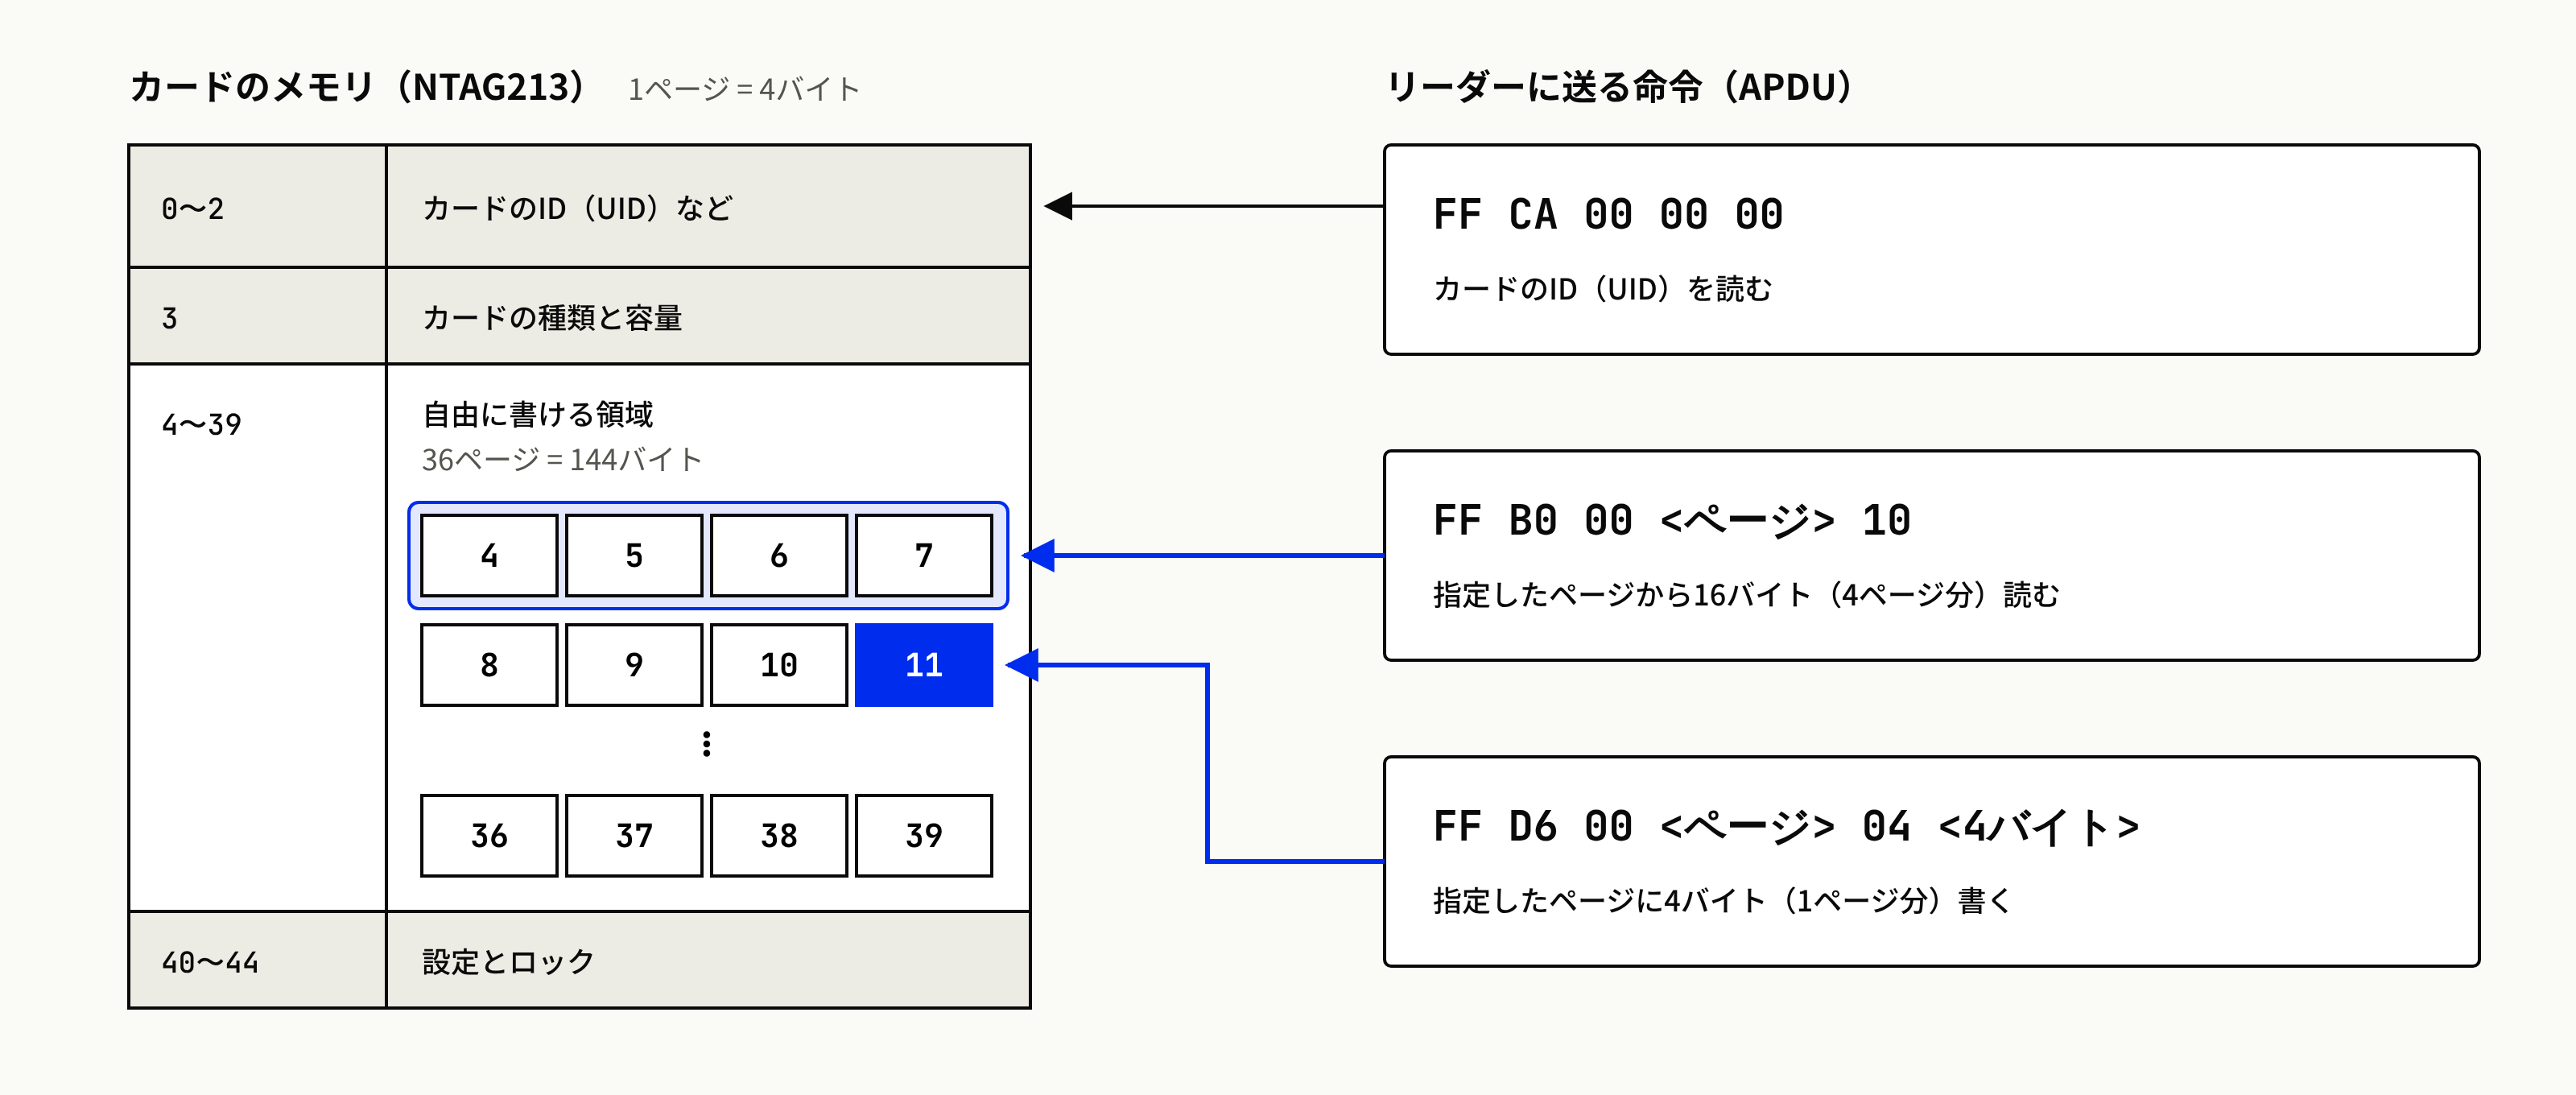 カードのメモリ（NTAG213） 1ページ = 4バイト
0〜2 カードのID（UID）など
3 カードの種類と容量
4〜39 自由に書ける領域
36ページ = 144バイト
4 5 6 7
8 9 10 11
36 37 38 39
40〜44 設定とロック
リーダーに送る命令（APDU）
FF CA 00 00 00
カードのID（UID）を読む
FF B0 00 <ページ> 10
指定したページから16バイト（4ページ分）読む
FF D6 00 <ページ> 04 <4バイト>
指定したページに4バイト（1ページ分）書く